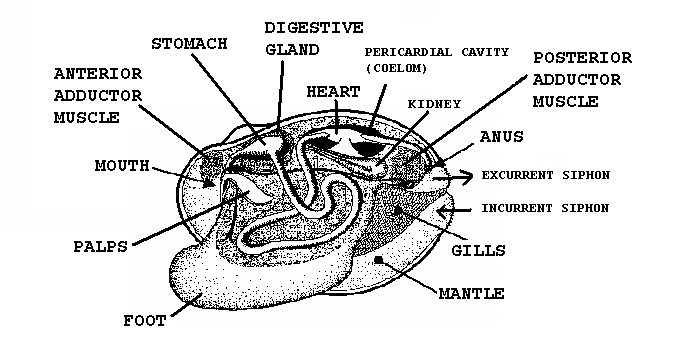 DIGESTIVE
GLAND
STOMACH
PERICARDIAL CAVITY
(COELOM)
POSTERIOR
ADDUCTOR
MUSCLE
ANTERIOR
ADDUCTOR
MUSCLE
HEART
KIDNEY
ANUS
MOUTH
EXCURRENT SIPHON
INCURRENT SIPHON
PALPS
GILLS
MANTLE
FOOT